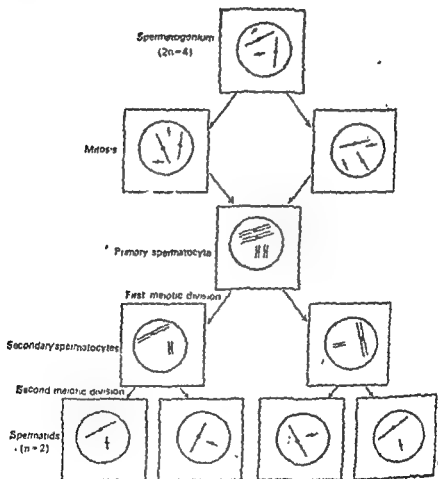 Spermatogonium
(2n=4)
Mitosis
Primary spermatocyte
First meiotic division
Secondary spermatocytes
Second meiotic division
Spermatids
(n=2)